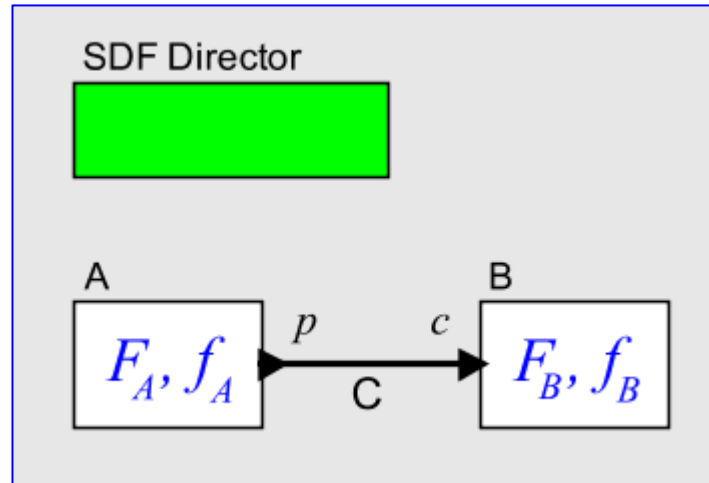 SDF Director
A B
p c
F_A, f_A F_B, f_B
C